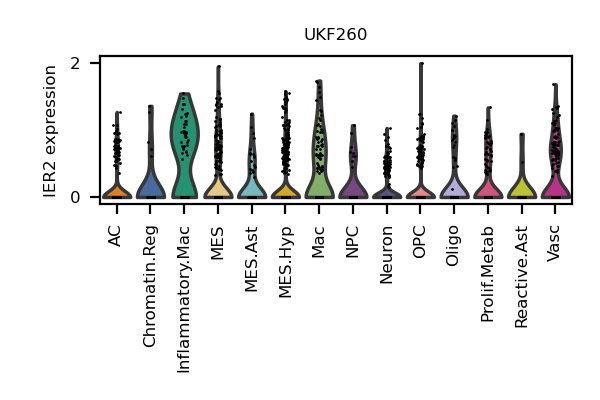 UKF260
IER2 expression
2
0
AC
Chromatin.Reg
Inflammatory.Mac
MES
MES.Ast
MES.Hyp
Mac
NPC
Neuron
OPC
Oligo
Prolif.Metab
Reactive.Ast
Vasc